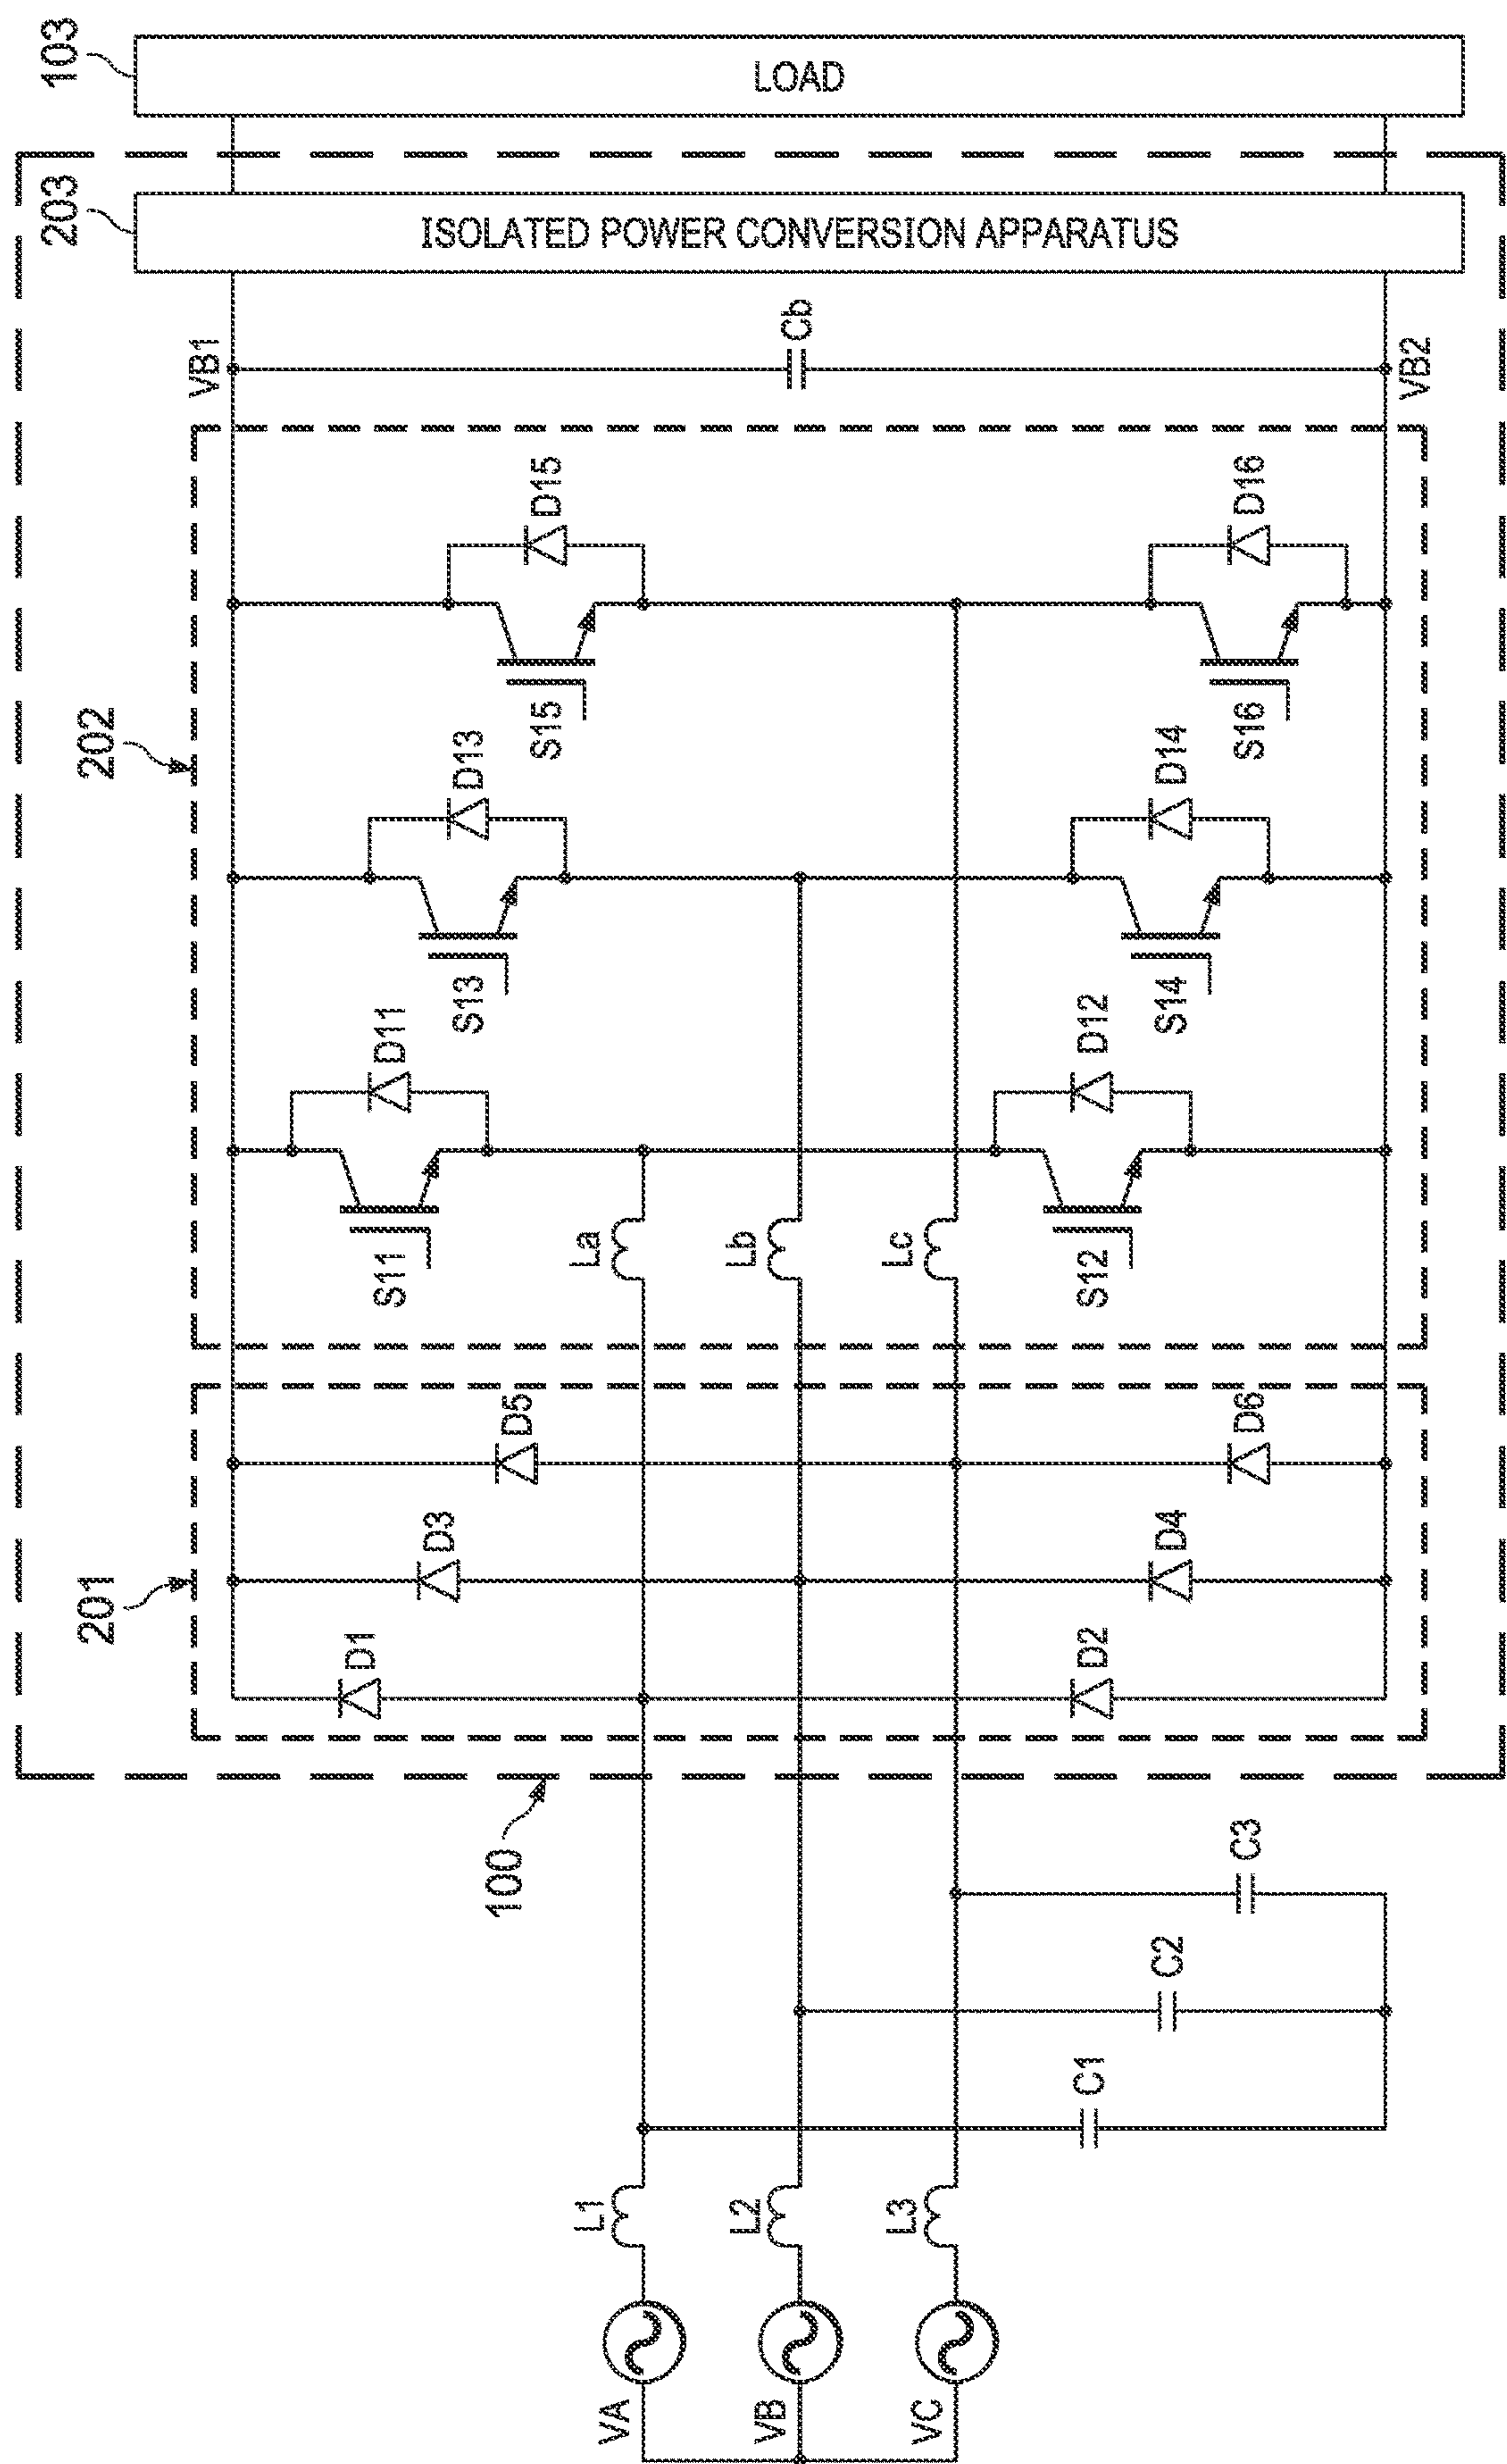 103
LOAD
203
ISOLATED POWER CONVERSION APPARATUS
VB1
Cb
VB2
202
D15
D16
S15
S16
D13
D14
S13
S14
D11
D12
S11
La
Lb
Lc
S12
201
D5
D6
D3
D4
D1
D2
100
C3
C2
C1
L1
L2
L3
VA
VB
VC